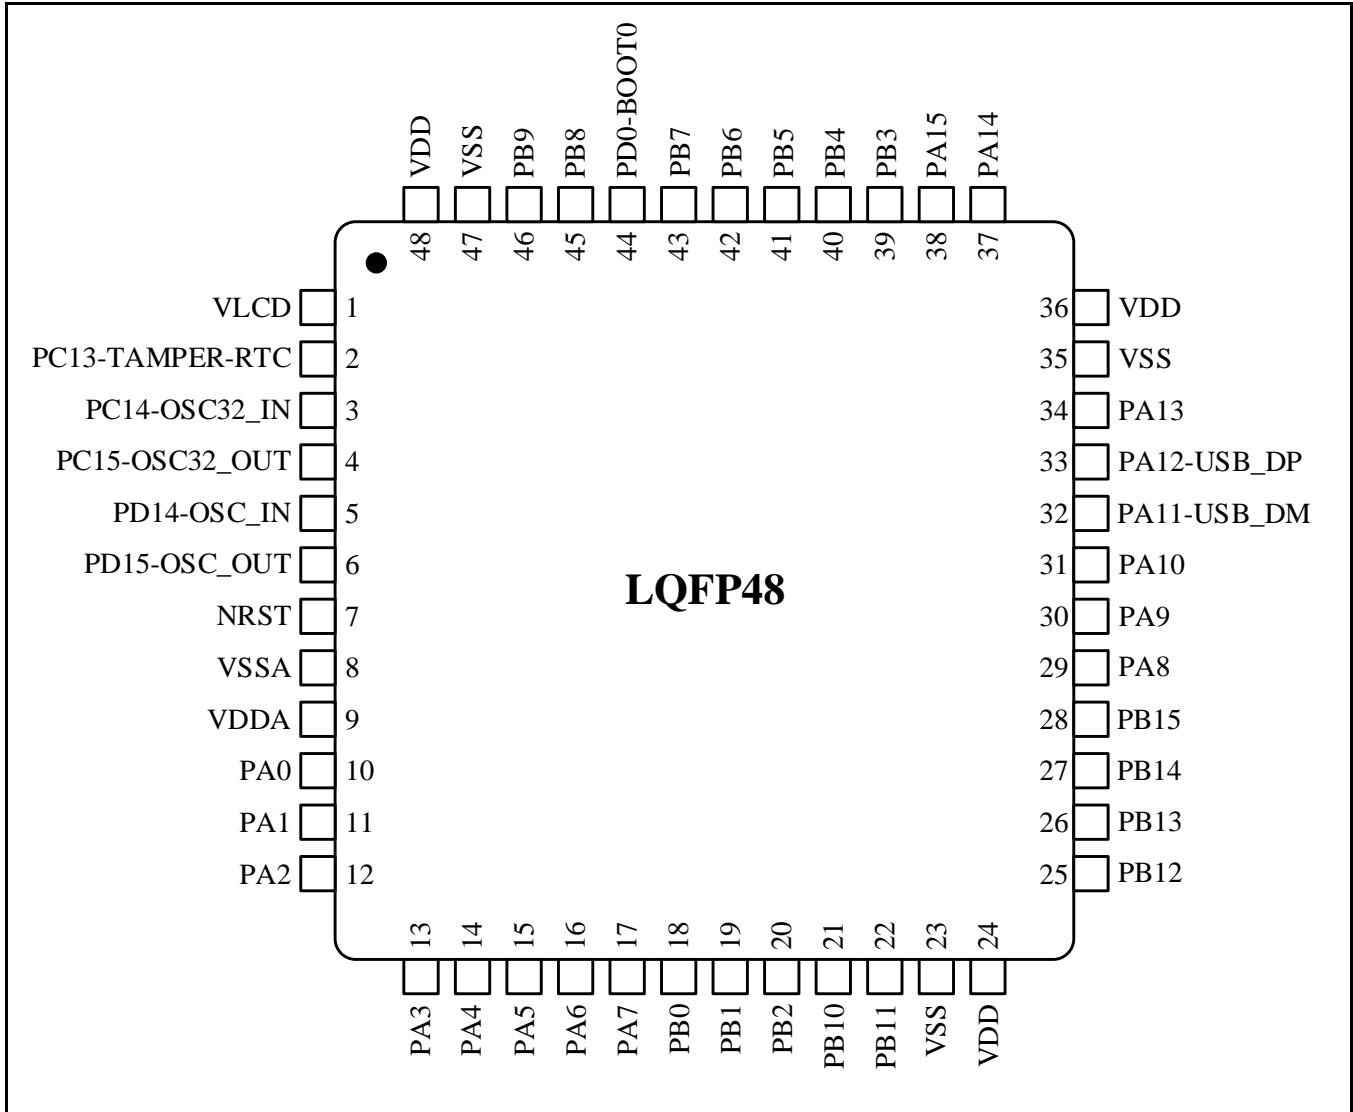 VDD
VSS
PB9
PB8
PD0-BOOT0
PB7
PB6
PB5
PB4
PB3
PA15
PA14
48
47
46
45
44
43
42
41
40
39
38
37
VLCD 1
PC13-TAMPER-RTC 2
PC14-OSC32_IN 3
PC15-OSC32_OUT 4
PD14-OSC_IN 5
PD15-OSC_OUT 6
NRST 7
VSSA 8
VDDA 9
PA0 10
PA1 11
PA2 12
LQFP48
36 VDD
35 VSS
34 PA13
33 PA12-USB_DP
32 PA11-USB_DM
31 PA10
30 PA9
29 PA8
28 PB15
27 PB14
26 PB13
25 PB12
13
14
15
16
17
18
19
20
21
22
23
24
PA3
PA4
PA5
PA6
PA7
PB0
PB1
PB2
PB10
PB11
VSS
VDD